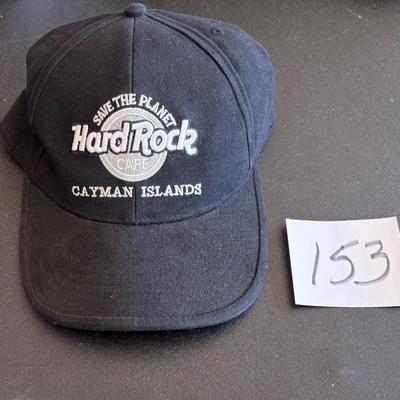 SAVE THE PLANET
Hard Rock
CAFE
CAYMAN ISLANDS
153